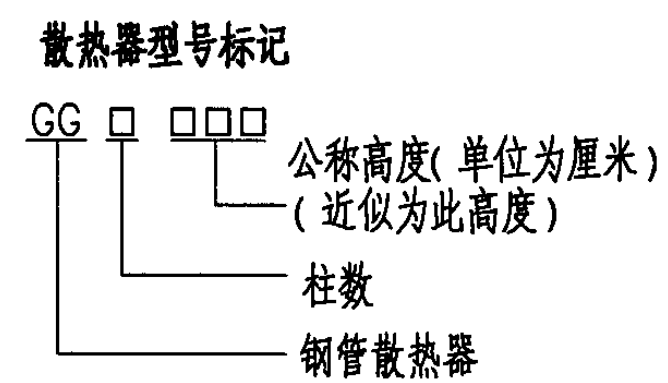 散热器型号标记
GG□ □□□
公称高度(单位为厘米)
(近似为此高度)
柱数
钢管散热器